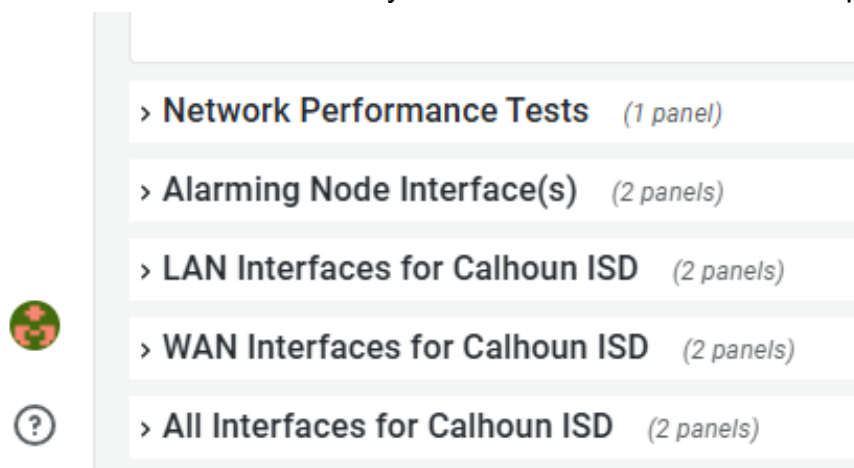 > Network Performance Tests (1 panel)
> Alarming Node Interface(s) (2 panels)
> LAN Interfaces for Calhoun ISD (2 panels)
> WAN Interfaces for Calhoun ISD (2 panels)
> All Interfaces for Calhoun ISD (2 panels)
?